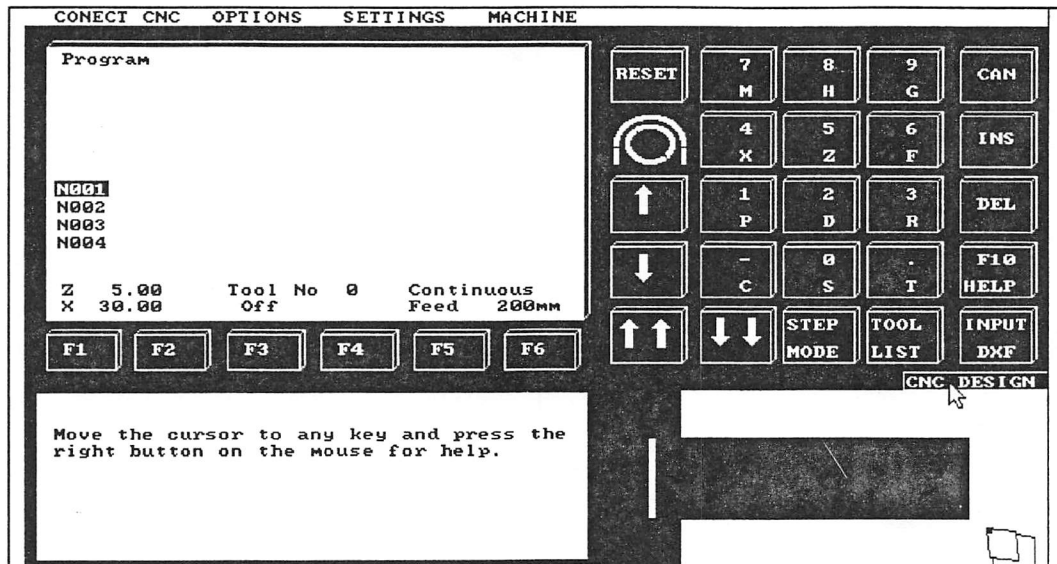 CONECT CNC OPTIONS SETTINGS MACHINE
Program
N001
N002
N003
N004
Z 5.00 Tool No 0 Continuous
X 30.00 Off Feed 200mm
F1 F2 F3 F4 F5 F6
RESET 7 M 8 H 9 G CAN
4 X 5 Z 6 F INS
1 P 2 D 3 R DEL
- C 0 S . T F10 HELP
STEP MODE TOOL LIST INPUT DXF
CNC DESIGN
Move the cursor to any key and press the
right button on the mouse for help.